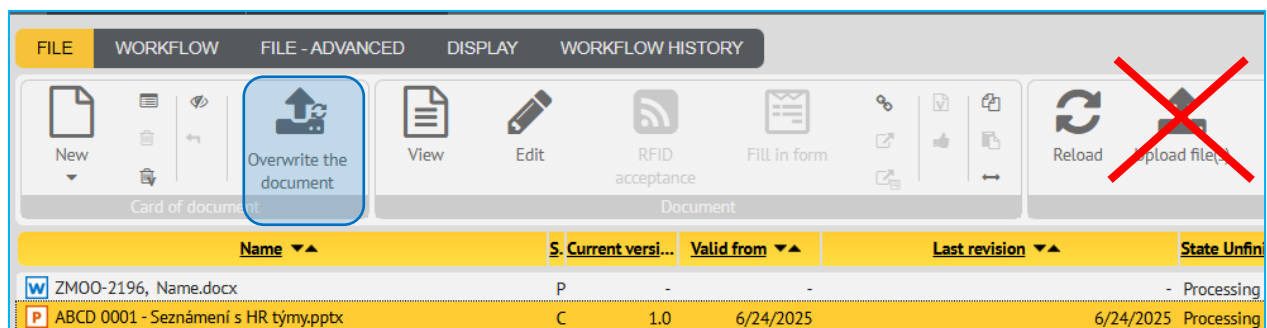 FILE WORKFLOW FILE - ADVANCED DISPLAY WORKFLOW HISTORY
New
Overwrite the
document
View Edit RFID
acceptance
Fill in form
Reload Upload file(s)
Card of document Document
Name S. Current versi... Valid from Last revision State Unfini
W ZMOO-2196, Name.docx P - - - Processing
P ABCD 0001 - Seznámení s HR týmy.pptx C 1.0 6/24/2025 6/24/2025 Processing